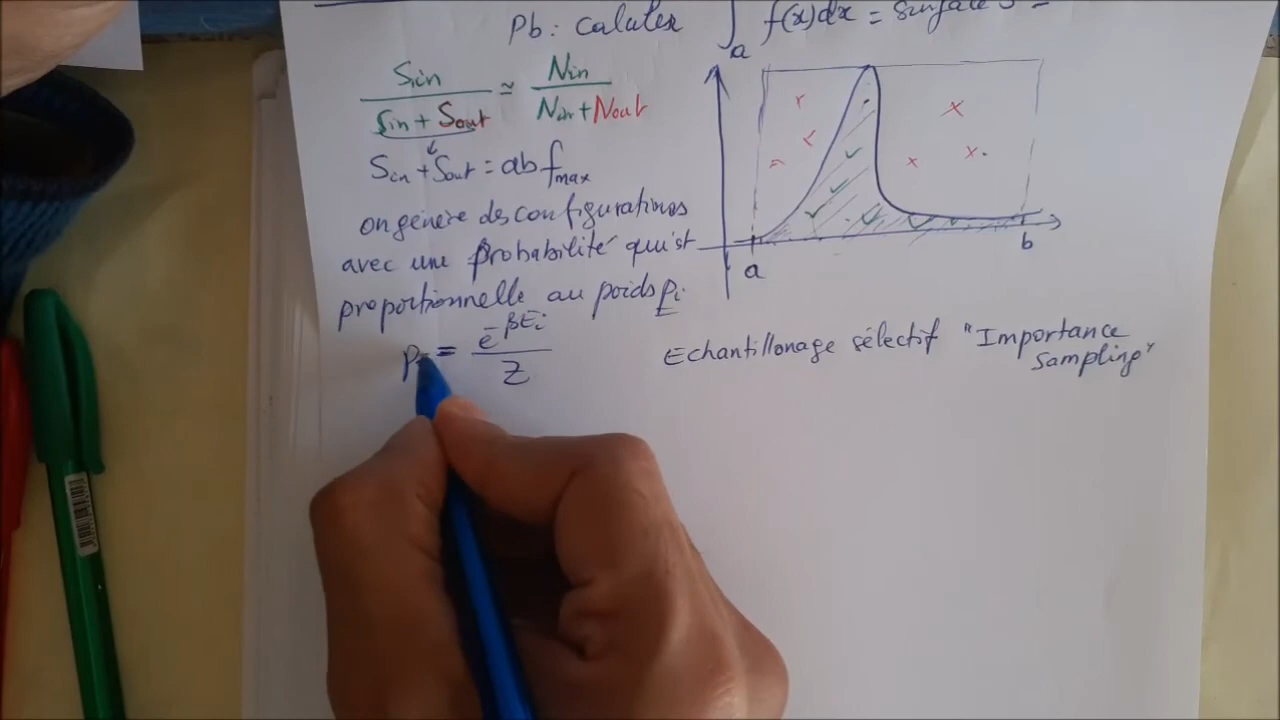 Pb: calculer ∫a f(x)dx = Surface S =
Sin / (Sin + Sout) ≃ Nin / (Nin + Nout)
Sin + Sout = ab fmax
on génère des configurations
avec une probabilité qui st
proportionnelle au poids pi
pi = e^-βEi / Z
a
b
Echantillonage sélectif "Importance
Sampling"